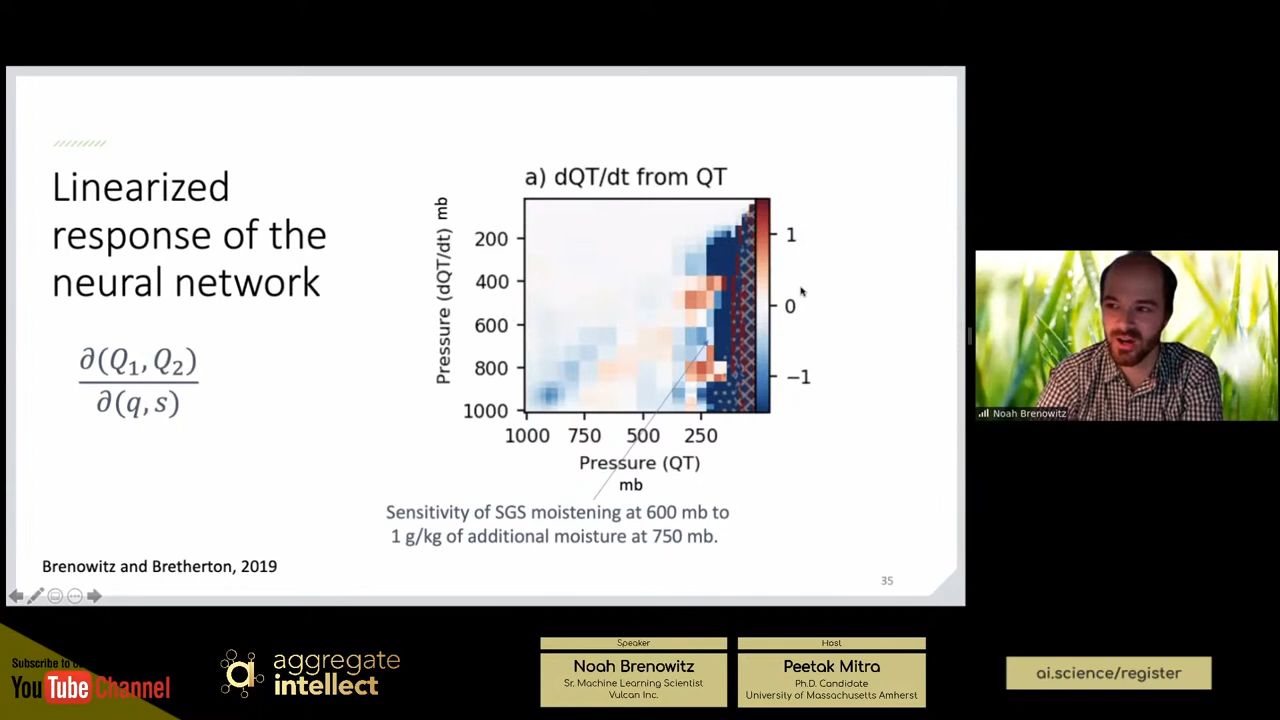 Linearized
response of the
neural network
∂(Q₁, Q₂)
∂(q, s)
a) dQT/dt from QT
Pressure (dQT/dt) mb
200
400
600
800
1000
1000 750 500 250
Pressure (QT)
mb
1
0
−1
Sensitivity of SGS moistening at 600 mb to
1 g/kg of additional moisture at 750 mb.
Brenowitz and Bretherton, 2019
35
Noah Brenowitz
Subscribe to
YouTube Channel
aggregate
intellect
Speaker
Noah Brenowitz
Sr. Machine Learning Scientist
Vulcan Inc.
Host
Peetak Mitra
Ph.D. Candidate
University of Massachusetts Amherst
ai.science/register